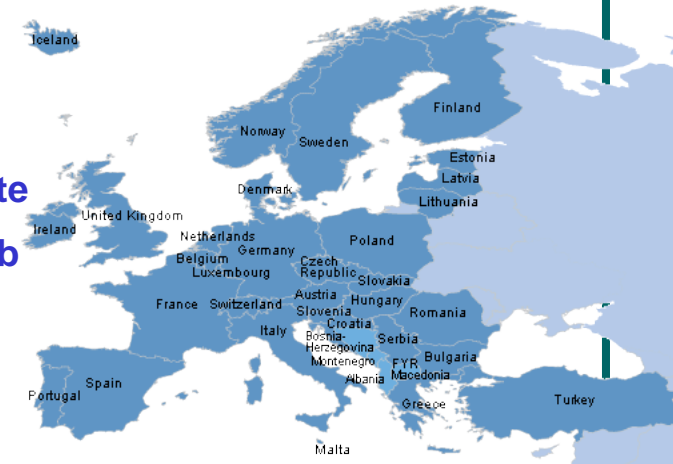 Iceland
Finland
Norway
Sweden
Estonia
Latvia
te
Denmark
Lithuania
United Kingdom
Ireland
Netherlands
Poland
b
Germany
Belgium
Czech
Republic
Luxembourg
Slovakia
Austria
Hungary
France
Switzerland
Slovenia
Romania
Croatia
Italy
Bosnia-
Herzegovina
Serbia
Montenegro
FYR
Macedonia
Bulgaria
Albania
Spain
Portugal
Greece
Turkey
Malta